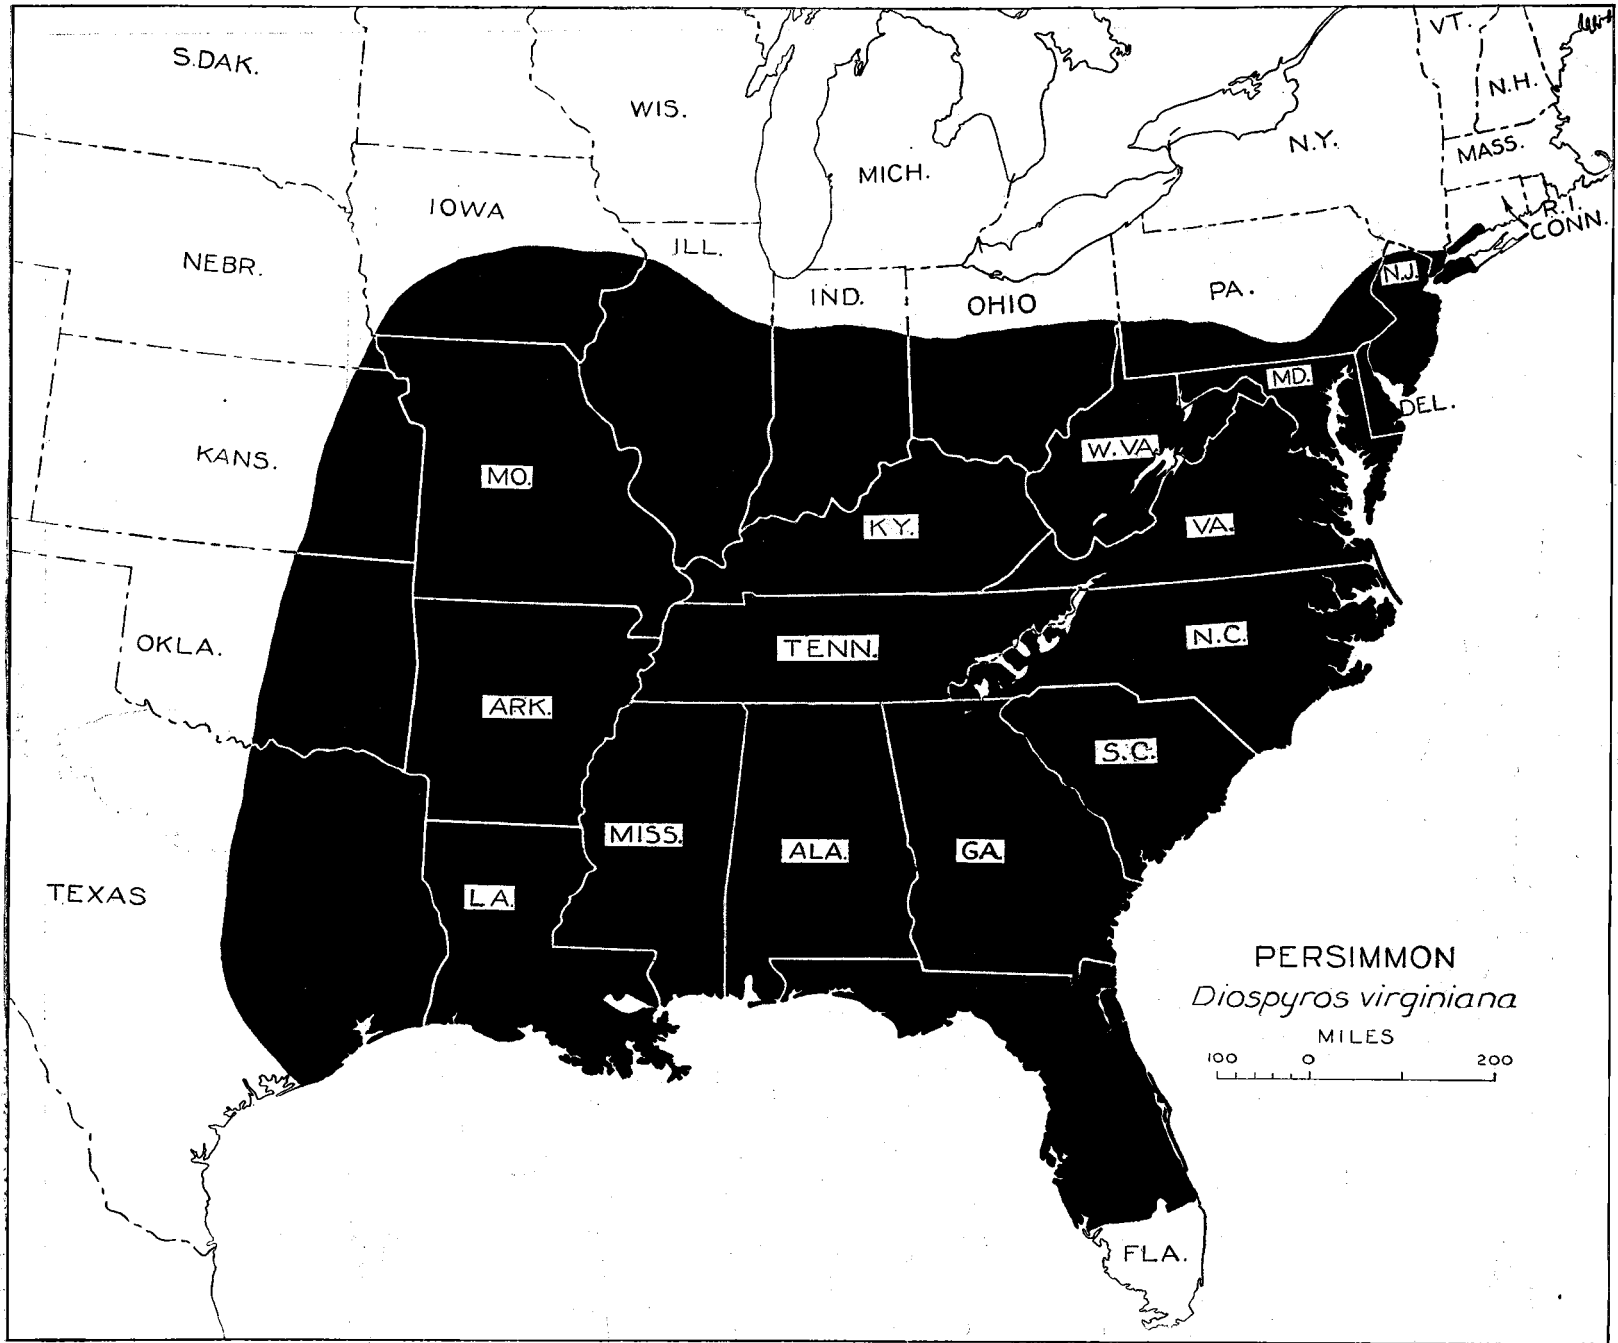 S.DAK.
WIS.
MICH.
N.Y.
VT.
N.H.
MASS.
R.I.
CONN.
IOWA
NEBR.
ILL.
IND.
OHIO
PA.
N.J.
MD.
DEL.
KANS.
MO.
W.VA.
KY.
VA.
OKLA.
TENN.
N.C.
ARK.
S.C.
TEXAS
LA.
MISS.
ALA.
GA.
FLA.
PERSIMMON
Diospyros virginiana
MILES
100 0 200